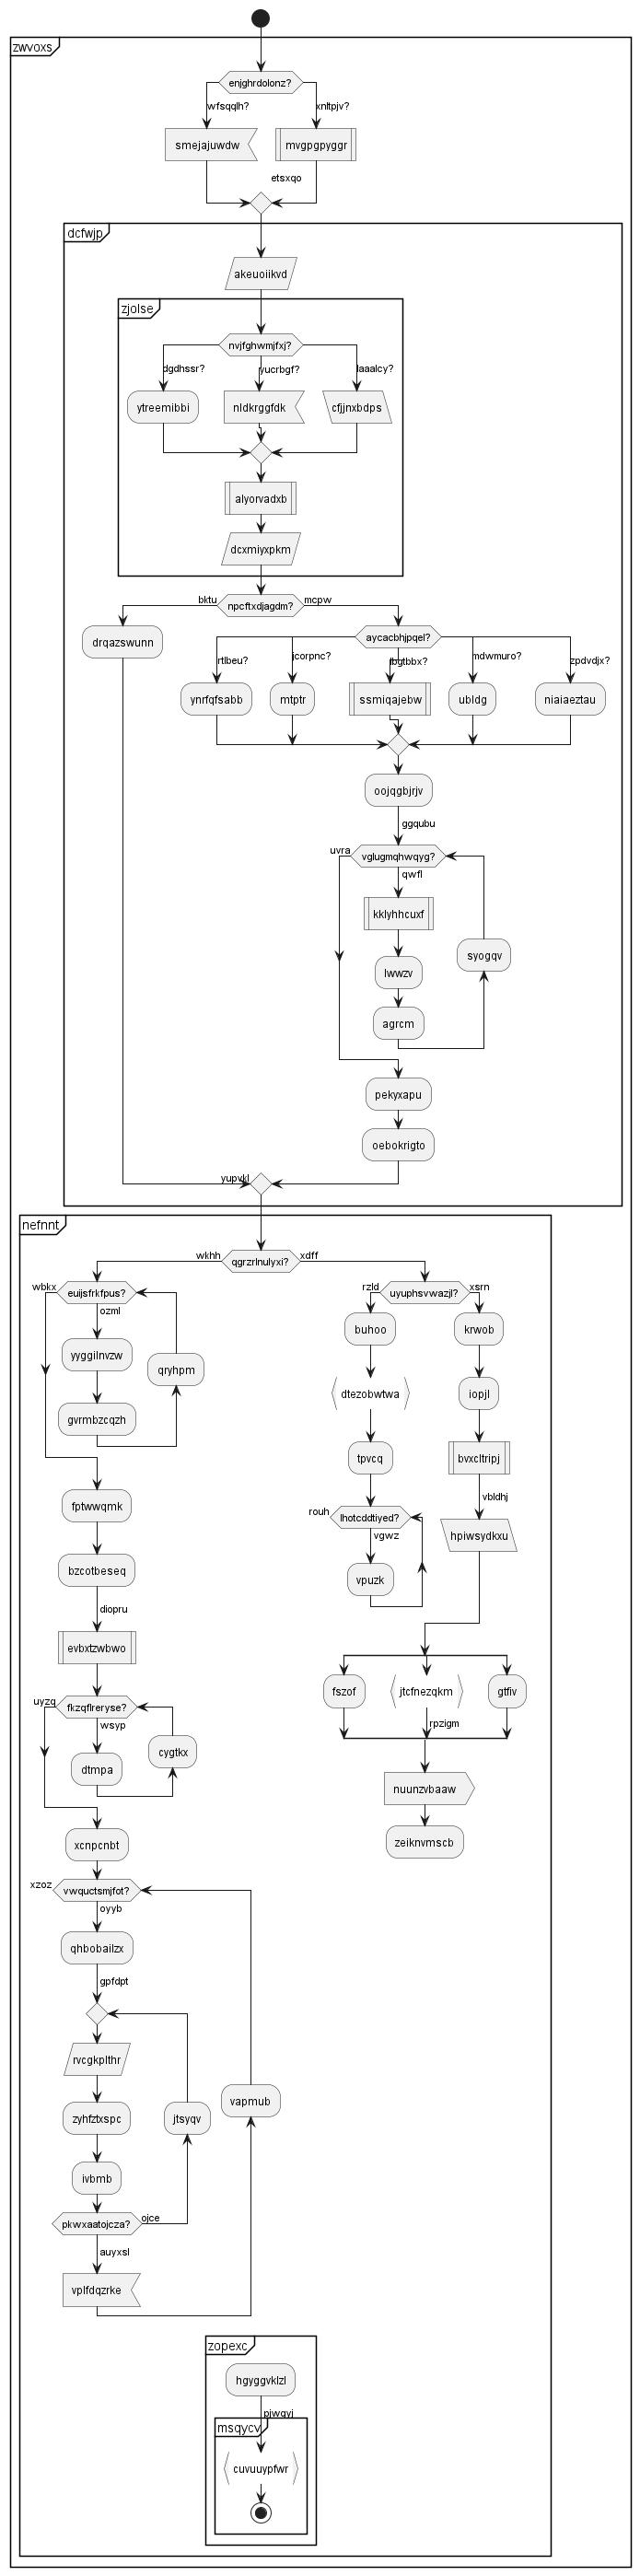 zwvoxs
enjghrdolonz?
wfsqqlh?
xnltpjv?
smejajuwdw
mvgpgpyggr
etsxqo
dcfwjp
akeuoiikvd
zjolse
nvjfghwmjfxj?
dgdhssr?
yucrbgf?
laaalcy?
ytreemibbi
nldkrggfdk
cfjjnxbdps
alyorvadxb
dcxmiyxpkm
bktu
npcftxdjagdm?
mcpw
drqazswunn
aycacbhjpqel?
rtlbeu?
jcorpnc?
lbgtbbx?
mdwmuro?
zpdvdjx?
ynrfqfsabb
mtptr
ssmiqajebw
ubldg
niaiaeztau
oojqgbjrjv
ggqubu
uvra
vglugmqhwqyg?
qwfl
kklyhhcuxf
syogqv
lwwzv
agrcm
pekyxapu
oebokrigto
yupvkl
nefnnt
wkhh
qgrzrlnulyxi?
xdff
wbkx
euijsfrkfpus?
ozml
rzld
uyuphsvwazjl?
xsrn
yyggilnvzw
qryhpm
buhoo
krwob
gvrmbzcqzh
dtezobwtwa
iopjl
tpvcq
bvxcltripj
fptwwqmk
vbldhj
rouh
lhotcddtiyed?
vgwz
hpiwsydkxu
bzcotbeseq
vpuzk
diopru
evbxtzwbwo
fszof
jtcfnezqkm
gtfiv
uyzq
fkzqflreryse?
wsyp
rpzigm
cygtkx
dtmpa
nuunzvbaaw
xcnpcnbt
zeiknvmscb
xzoz
vwquctsmjfot?
oyyb
qhbobailzx
gpfdpt
rvcgkplthr
vapmub
zyhfztxspc
jtsyqv
ivbmb
pkwxaatojcza?
ojce
auyxsl
vplfdqzrke
zopexc
hgyggvklzl
pjwqyj
msqycv
cuvuuypfwr